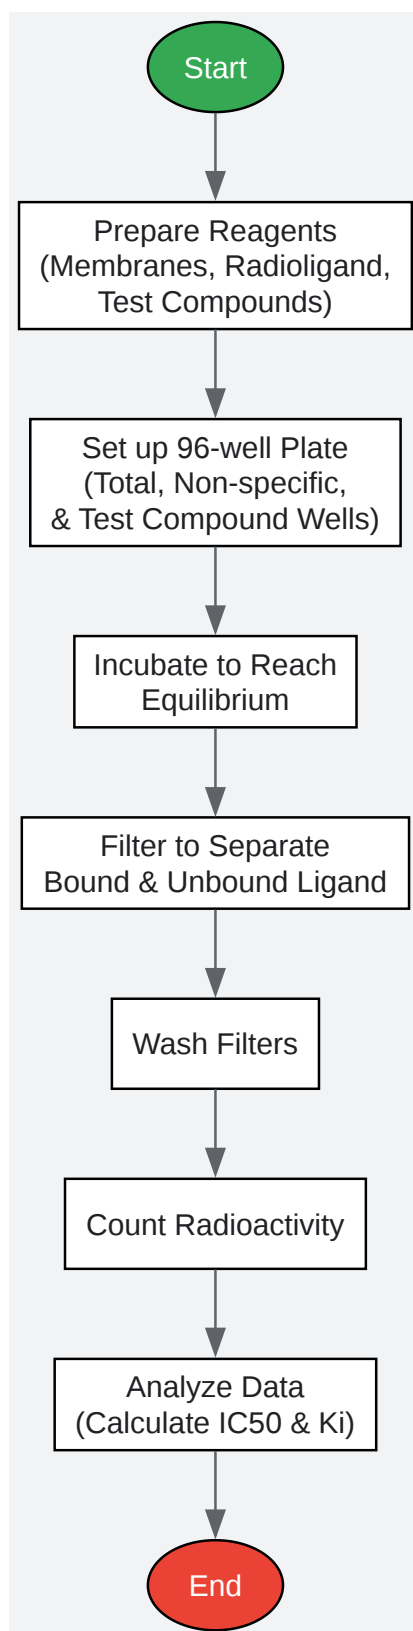 Start
Prepare Reagents
(Membranes, Radioligand,
Test Compounds)
Set up 96-well Plate
(Total, Non-specific,
& Test Compound Wells)
Incubate to Reach
Equilibrium
Filter to Separate
Bound & Unbound Ligand
Wash Filters
Count Radioactivity
Analyze Data
(Calculate IC50 & Ki)
End